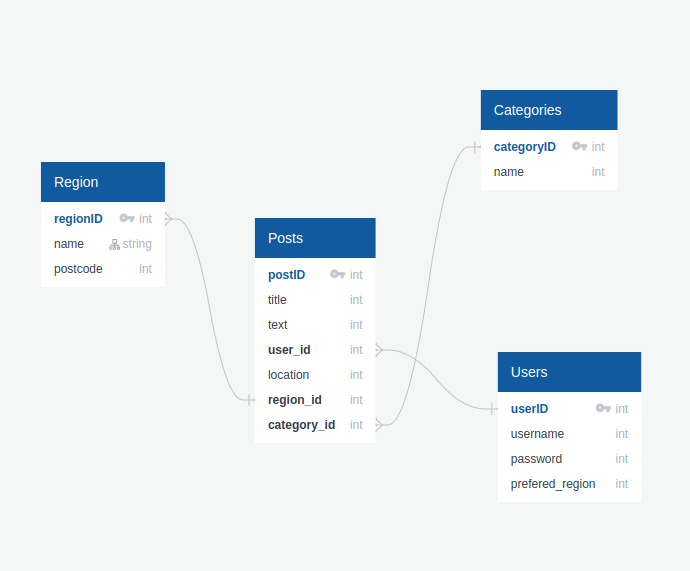 Categories
categoryID int
name int
Region
regionID int
name string
postcode int
Posts
postID int
title int
text int
user_id int
location int
region_id int
category_id int
Users
userID int
username int
password int
prefered_region int